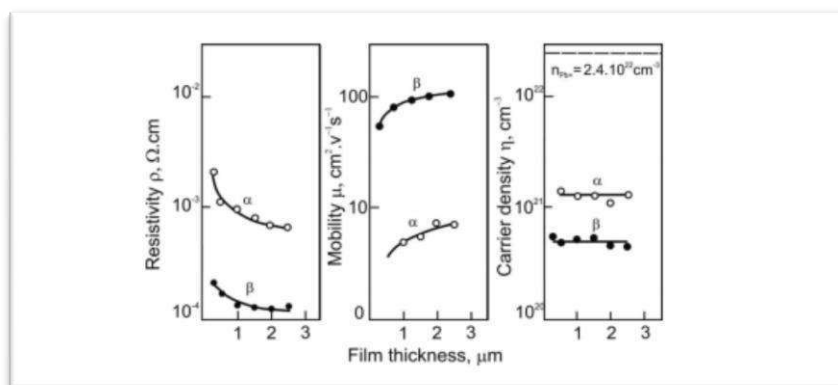 Resistivity ρ, Ω.cm
10⁻²
10⁻³
10⁻⁴
α
β
1 2 3
Mobility μ, cm².v⁻¹s⁻¹
100
10
0
β
α
1 2 3
Carrier density η, cm⁻³
10²²
10²¹
10²⁰
n = 2.4.10²²cm⁻³
α
β
1 2 3
Film thickness, μm